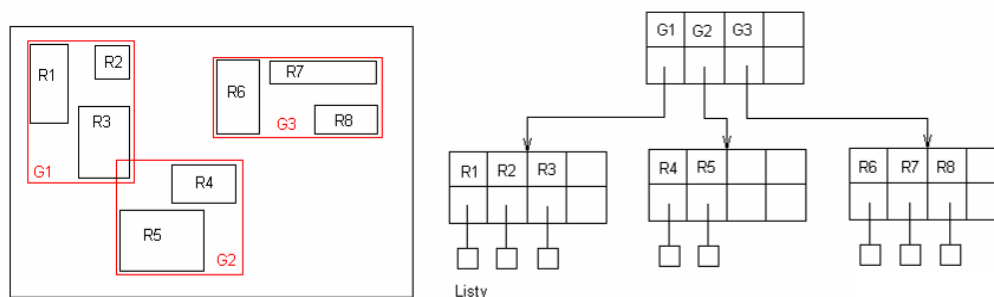 R1
R2
R3
G1
R6
R7
G3
R8
R4
R5
G2
G1 G2 G3
R1 R2 R3
R4 R5
R6 R7 R8
Listy